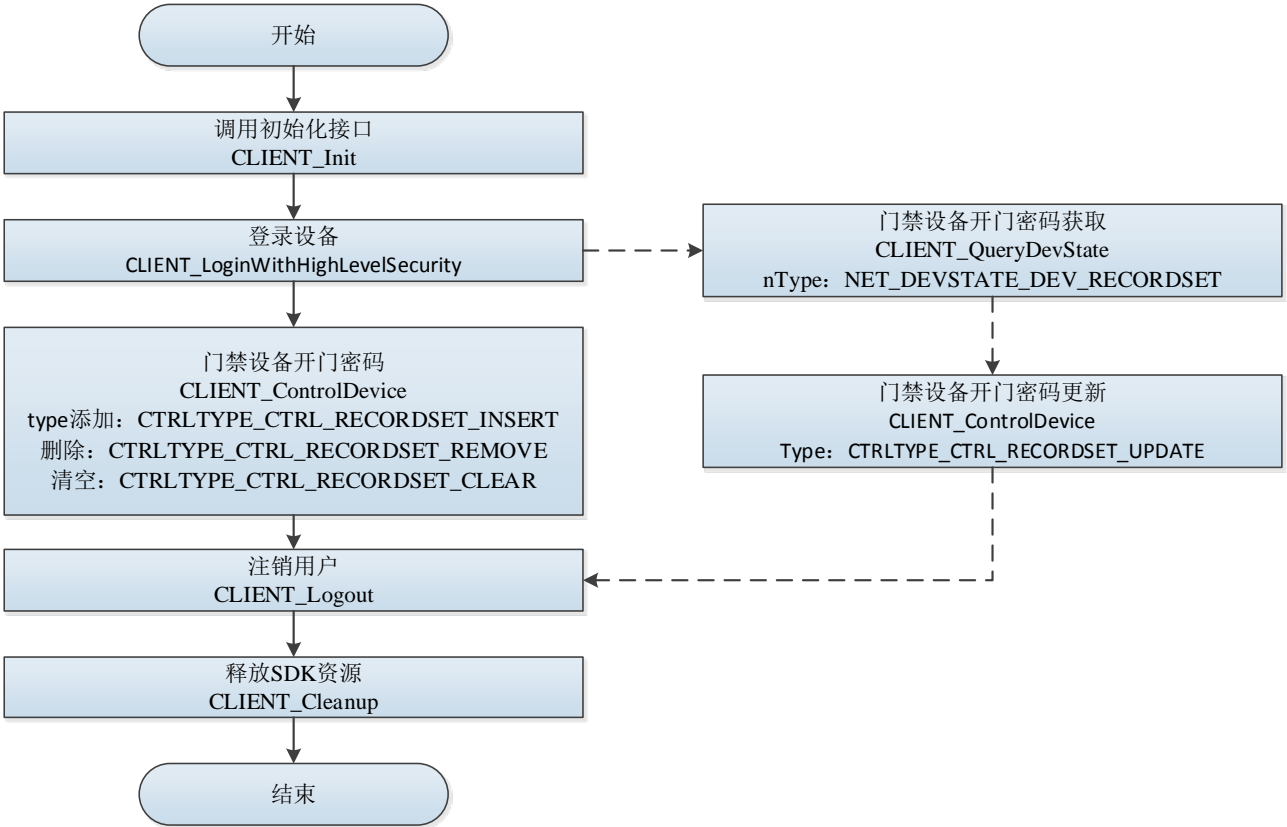 开始
调用初始化接口
CLIENT_Init
登录设备
CLIENT_LoginWithHighLevelSecurity
门禁设备开门密码获取
CLIENT_QueryDevState
nType：NET_DEVSTATE_DEV_RECORDSET
门禁设备开门密码
CLIENT_ControlDevice
type添加：CTRLTYPE_CTRL_RECORDSET_INSERT
删除：CTRLTYPE_CTRL_RECORDSET_REMOVE
清空：CTRLTYPE_CTRL_RECORDSET_CLEAR
门禁设备开门密码更新
CLIENT_ControlDevice
Type：CTRLTYPE_CTRL_RECORDSET_UPDATE
注销用户
CLIENT_Logout
释放SDK资源
CLIENT_Cleanup
结束